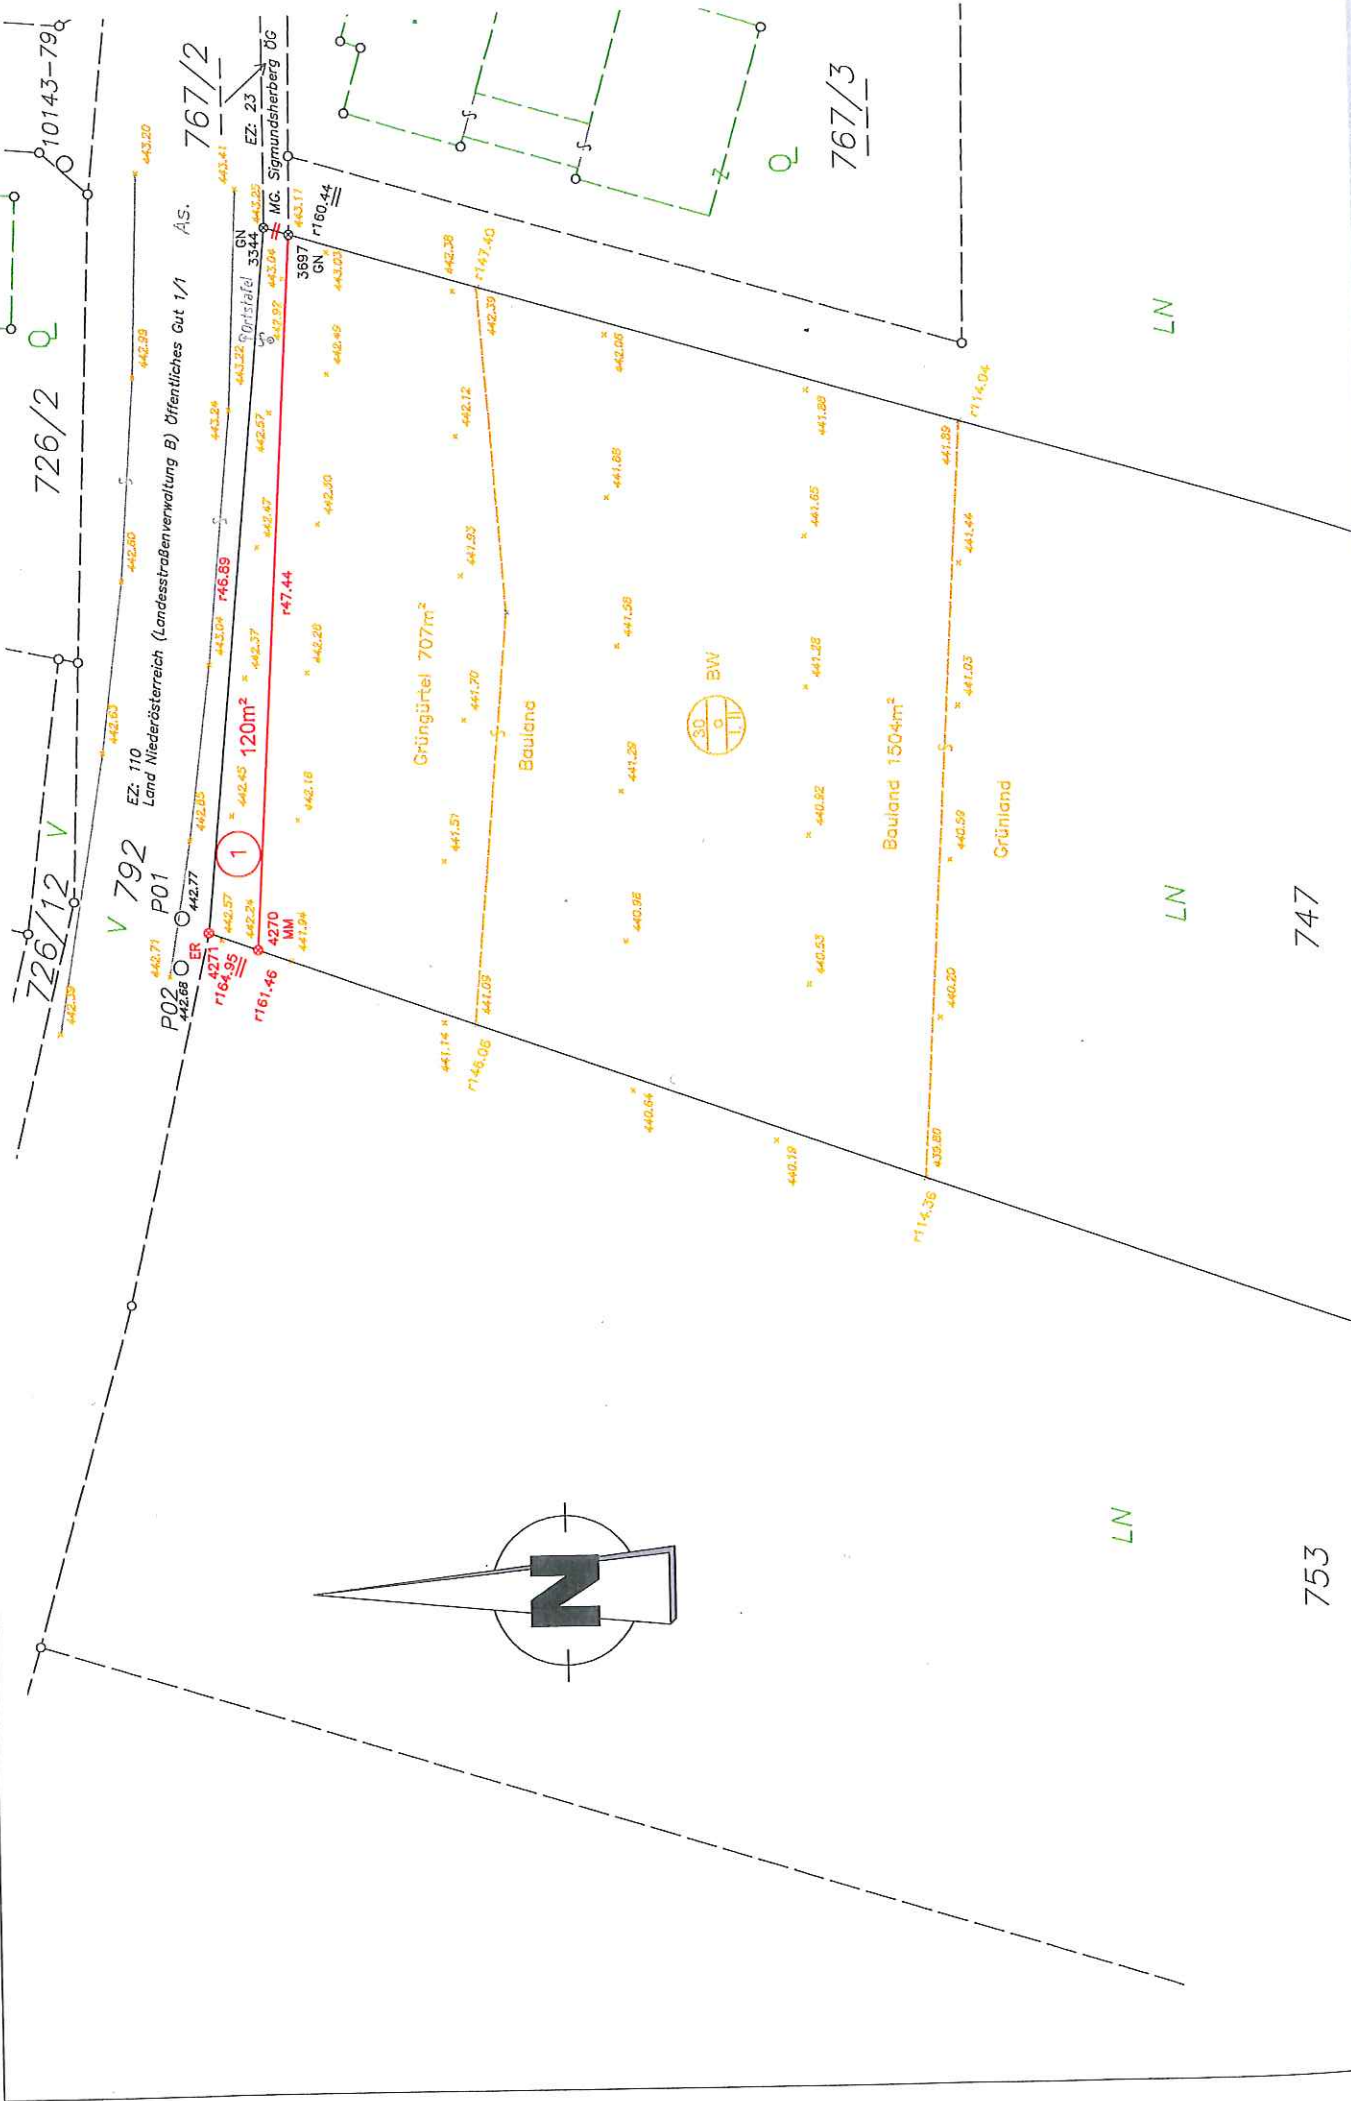 10143-79
726/2
Q
443.20
442.99
442.60
442.63
442.39
726/12
V
V
792
P01
EZ: 110
Land Niederösterreich (Landesstraßenverwaltung B) Öffentliches Gut 1/1
As.
767/2
EZ: 23
MG. Sigmundsherberg ÖG
443.41
443.25
443.22
443.24
443.04
442.85
442.77
442.71
P02
442.68
GN
3344
Ortstafel
443.11
443.04
442.92
3697
GN
r160.44
443.03
r46.89
r47.44
120m²
1
ER
4271
r164.95
r161.46
4270
MM
442.57
442.24
441.94
442.45
442.37
442.47
442.57
442.49
442.30
442.26
442.16
442.38
r147.40
442.39
442.12
441.93
441.70
441.57
441.14
441.09
r146.06
Grüngürtel 707m²
Bauland
442.06
441.86
441.58
441.29
440.96
440.64
30
o
I, II
BW
441.88
441.65
441.28
440.92
440.53
440.19
Bauland 1504m²
Grünland
r114.04
441.89
441.44
441.03
440.59
440.20
439.80
r114.36
767/3
Q
LN
LN
LN
747
753
N